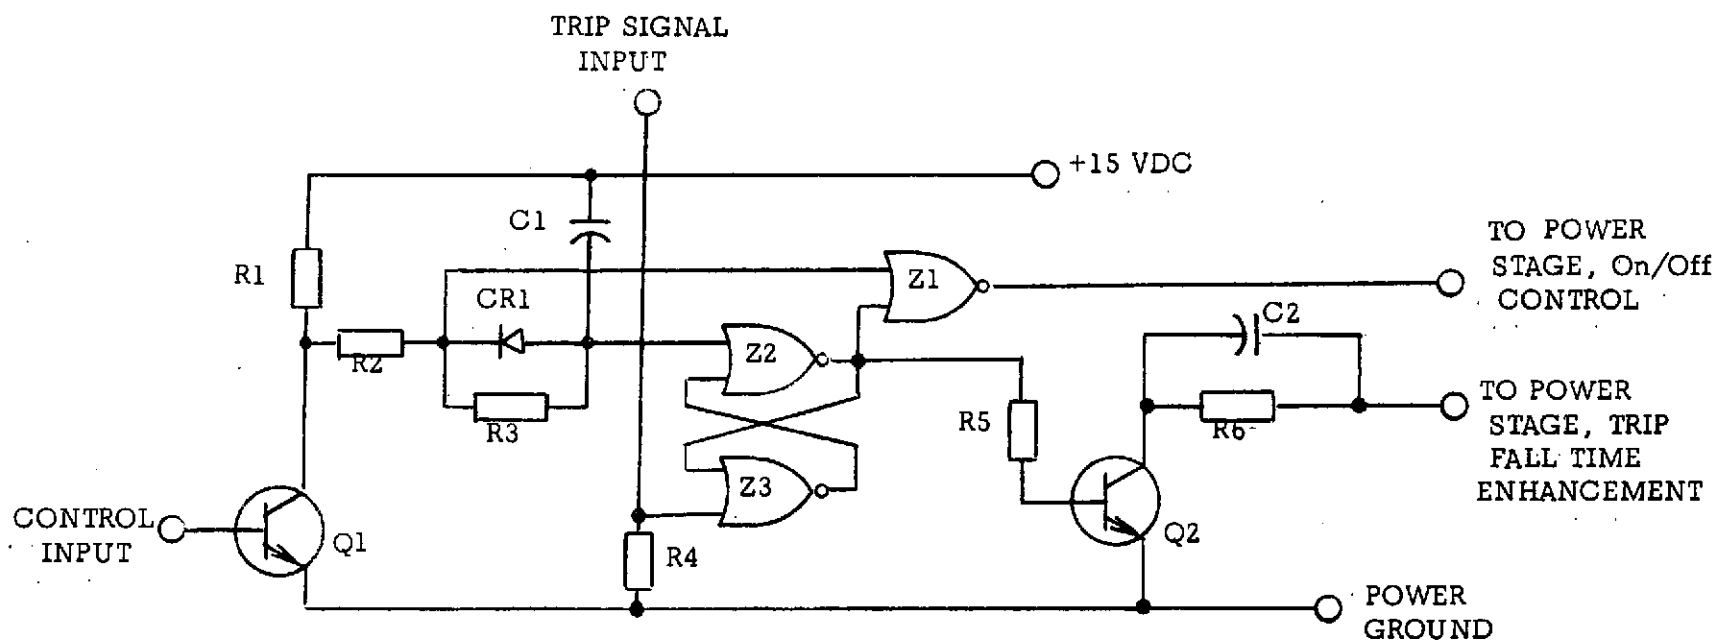 TRIP SIGNAL
INPUT
+15 VDC
C1
TO POWER
STAGE, On/Off
CONTROL
R1
Z1
CR1
C2
R2
Z2
TO POWER
STAGE, TRIP
FALL TIME
ENHANCEMENT
R3
R5
R6
Z3
CONTROL
INPUT
Q1
R4
Q2
POWER
GROUND